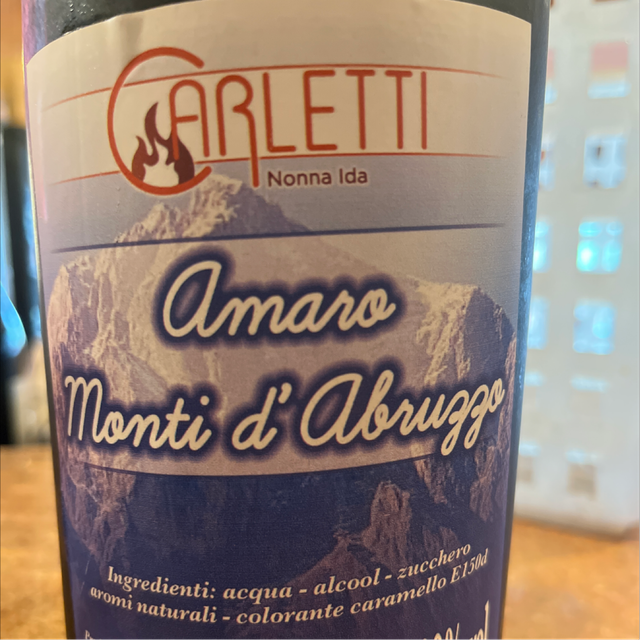 CARLETTI
Nonna Ida
Amaro
Monti d'Abruzzo
Ingredienti: acqua - alcool - zucchero
aromi naturali - colorante caramello E150d